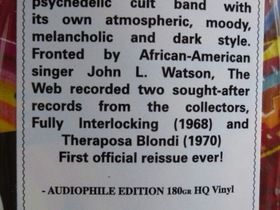 psychedelic cult band with
its own atmospheric, moody,
melancholic and dark style.
Fronted by African-American
singer John L. Watson, The
Web recorded two sought-after
records from the collectors,
Fully Interlocking (1968) and
Theraposa Blondi (1970)
First official reissue ever!
- AUDIOPHILE EDITION 180GR HQ Vinyl